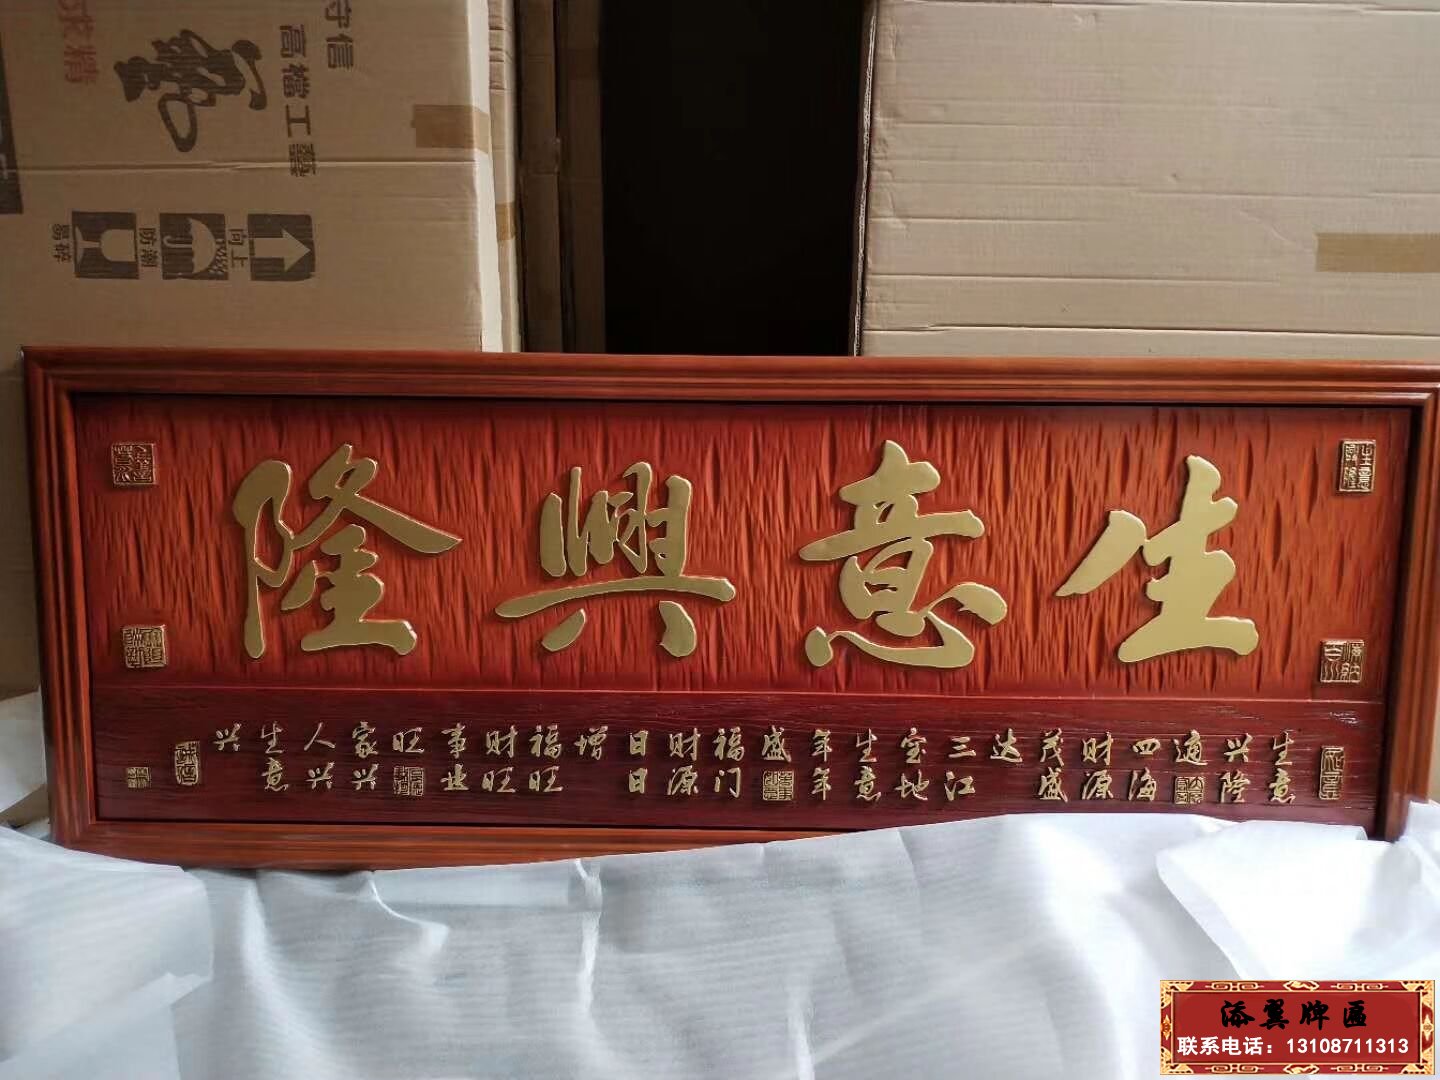 生意興隆
生意
兴隆
通
四海
财源
茂盛
达
三江
宝地
生意
年年
盛
福门
财源
日日
增
福旺
财旺
事业
旺
家兴
人兴
生意
兴
守信
高檔工藝
向上
防潮
易碎
添翼牌匾
联系电话：13108711313